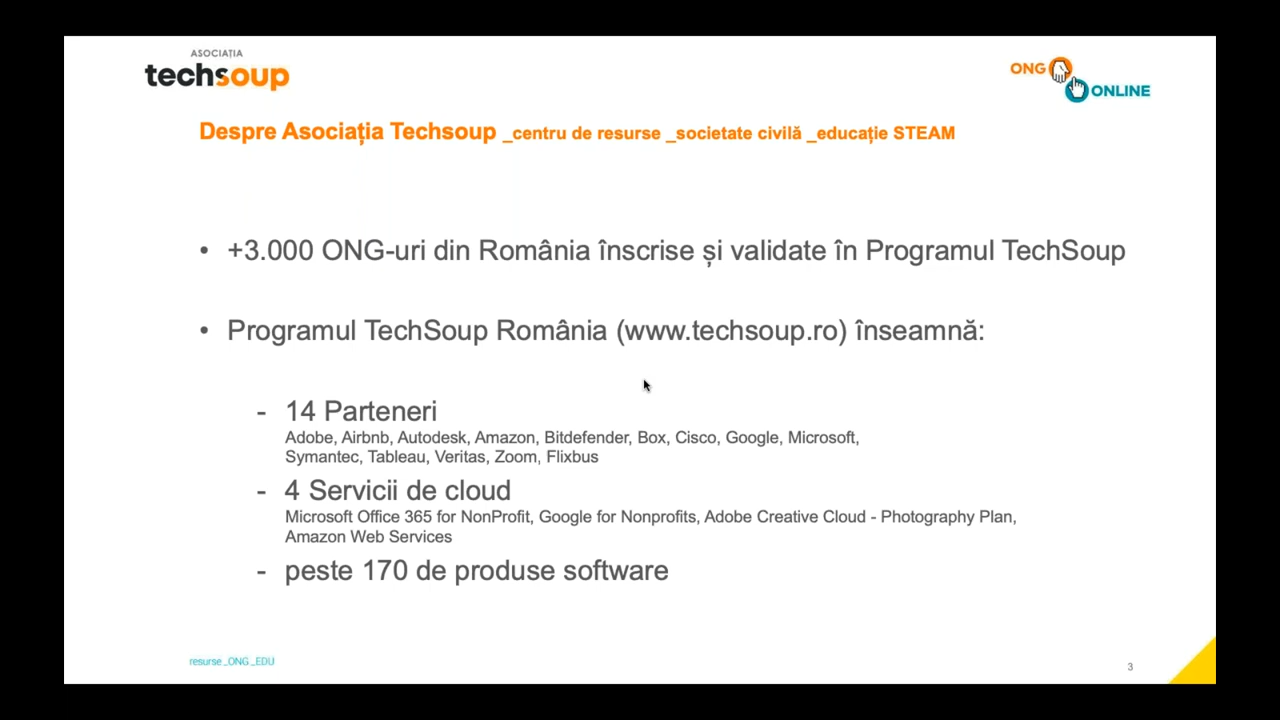 ASOCIAȚIA
techsoup
ONG
ONLINE
Despre Asociația Techsoup _centru de resurse _societate civilă _educație STEAM
• +3.000 ONG-uri din România înscrise și validate în Programul TechSoup
• Programul TechSoup România (www.techsoup.ro) înseamnă:
- 14 Parteneri
Adobe, Airbnb, Autodesk, Amazon, Bitdefender, Box, Cisco, Google, Microsoft,
Symantec, Tableau, Veritas, Zoom, Flixbus
- 4 Servicii de cloud
Microsoft Office 365 for NonProfit, Google for Nonprofits, Adobe Creative Cloud - Photography Plan,
Amazon Web Services
- peste 170 de produse software
resurse_ONG_EDU
3